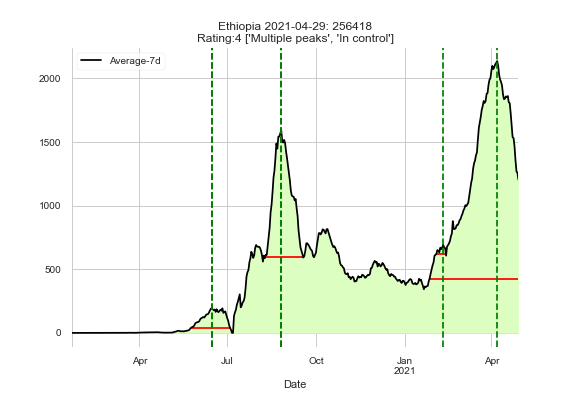 Ethiopia 2021-04-29: 256418
Rating:4 ['Multiple peaks', 'In control']
Average-7d
2000
1500
1000
500
0
Apr
Jul
Oct
Jan
2021
Apr
Date